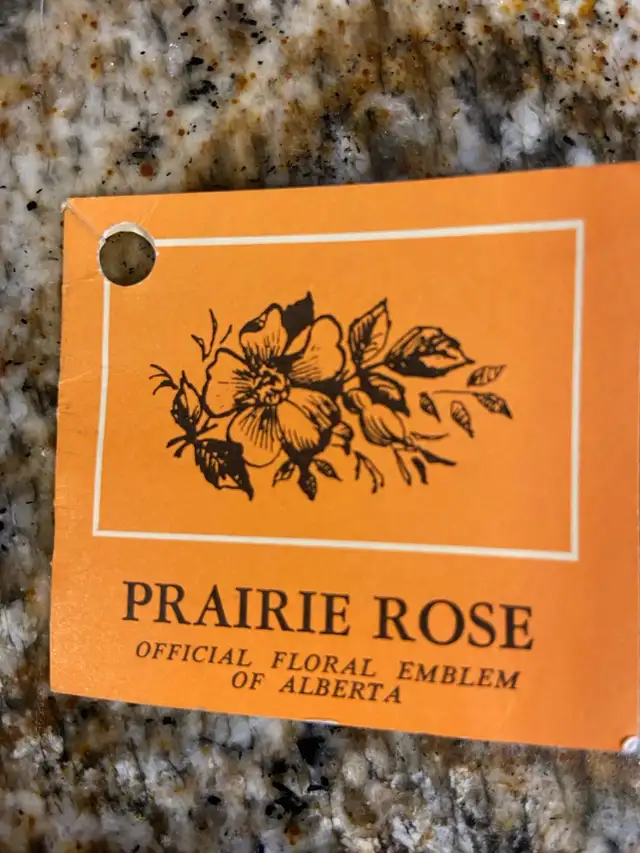 PRAIRIE ROSE
OFFICIAL FLORAL EMBLEM
OF ALBERTA